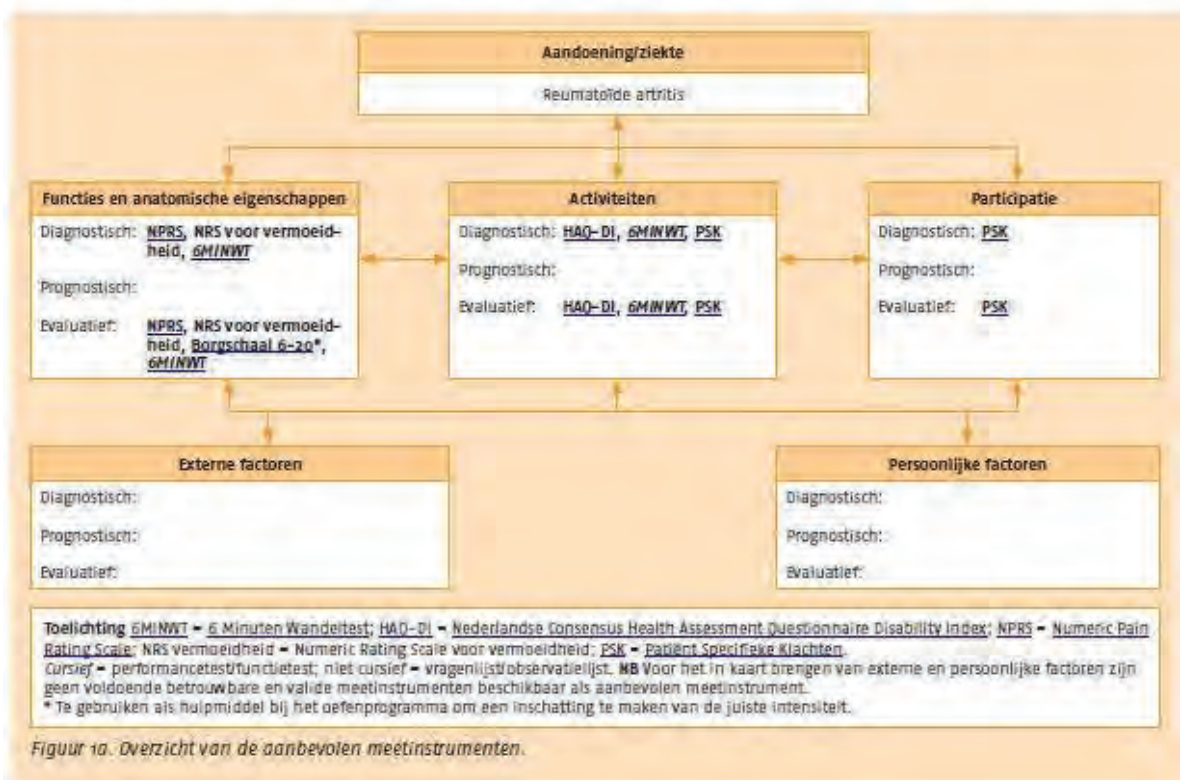 Aandoening/ziekte
Reumatoïde artritis
Functies en anatomische eigenschappen
Diagnostisch: NPRS, NRS voor vermoeid-
heid, 6MINWT
Prognostisch:
Evaluatief: NPRS, NRS voor vermoeid-
heid, Borgschaal 6-20*,
6MINWT
Activiteiten
Diagnostisch: HAQ-DI, 6MINWT, PSK
Prognostisch:
Evaluatief: HAQ-DI, 6MINWT, PSK
Participatie
Diagnostisch: PSK
Prognostisch:
Evaluatief: PSK
Externe factoren
Diagnostisch:
Prognostisch:
Evaluatief:
Persoonlijke factoren
Diagnostisch:
Prognostisch:
Evaluatief:
Toelichting 6MINWT = 6 Minuten Wandeltest; HAQ-DI = Nederlandse Consensus Health Assessment Questionnaire Disability Index; NPRS = Numeric Pain
Rating Scale; NRS vermoeidheid = Numeric Rating Scale voor vermoeidheid; PSK = Patiënt Specifieke Klachten.
Cursief = performancetest/functietest; niet cursief = vragenlijst/observatielijst. NB Voor het in kaart brengen van externe en persoonlijke factoren zijn
geen voldoende betrouwbare en valide meetinstrumenten beschikbaar als aanbevolen meetinstrument.
* Te gebruiken als hulpmiddel bij het oefenprogramma om een inschatting te maken van de juiste intensiteit.
Figuur 1a. Overzicht van de aanbevolen meetinstrumenten.